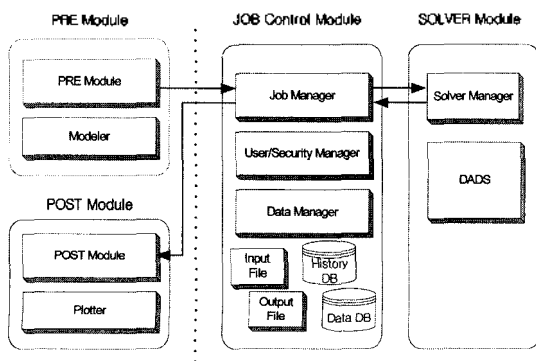 PRE Module
JOB Control Module
SOLVER Module
PRE Module
Modeler
POST Module
POST Module
Plotter
Job Manager
User/Security Manager
Data Manager
Input
File
History
DB
Output
File
Data DB
Solver Manager
DADS